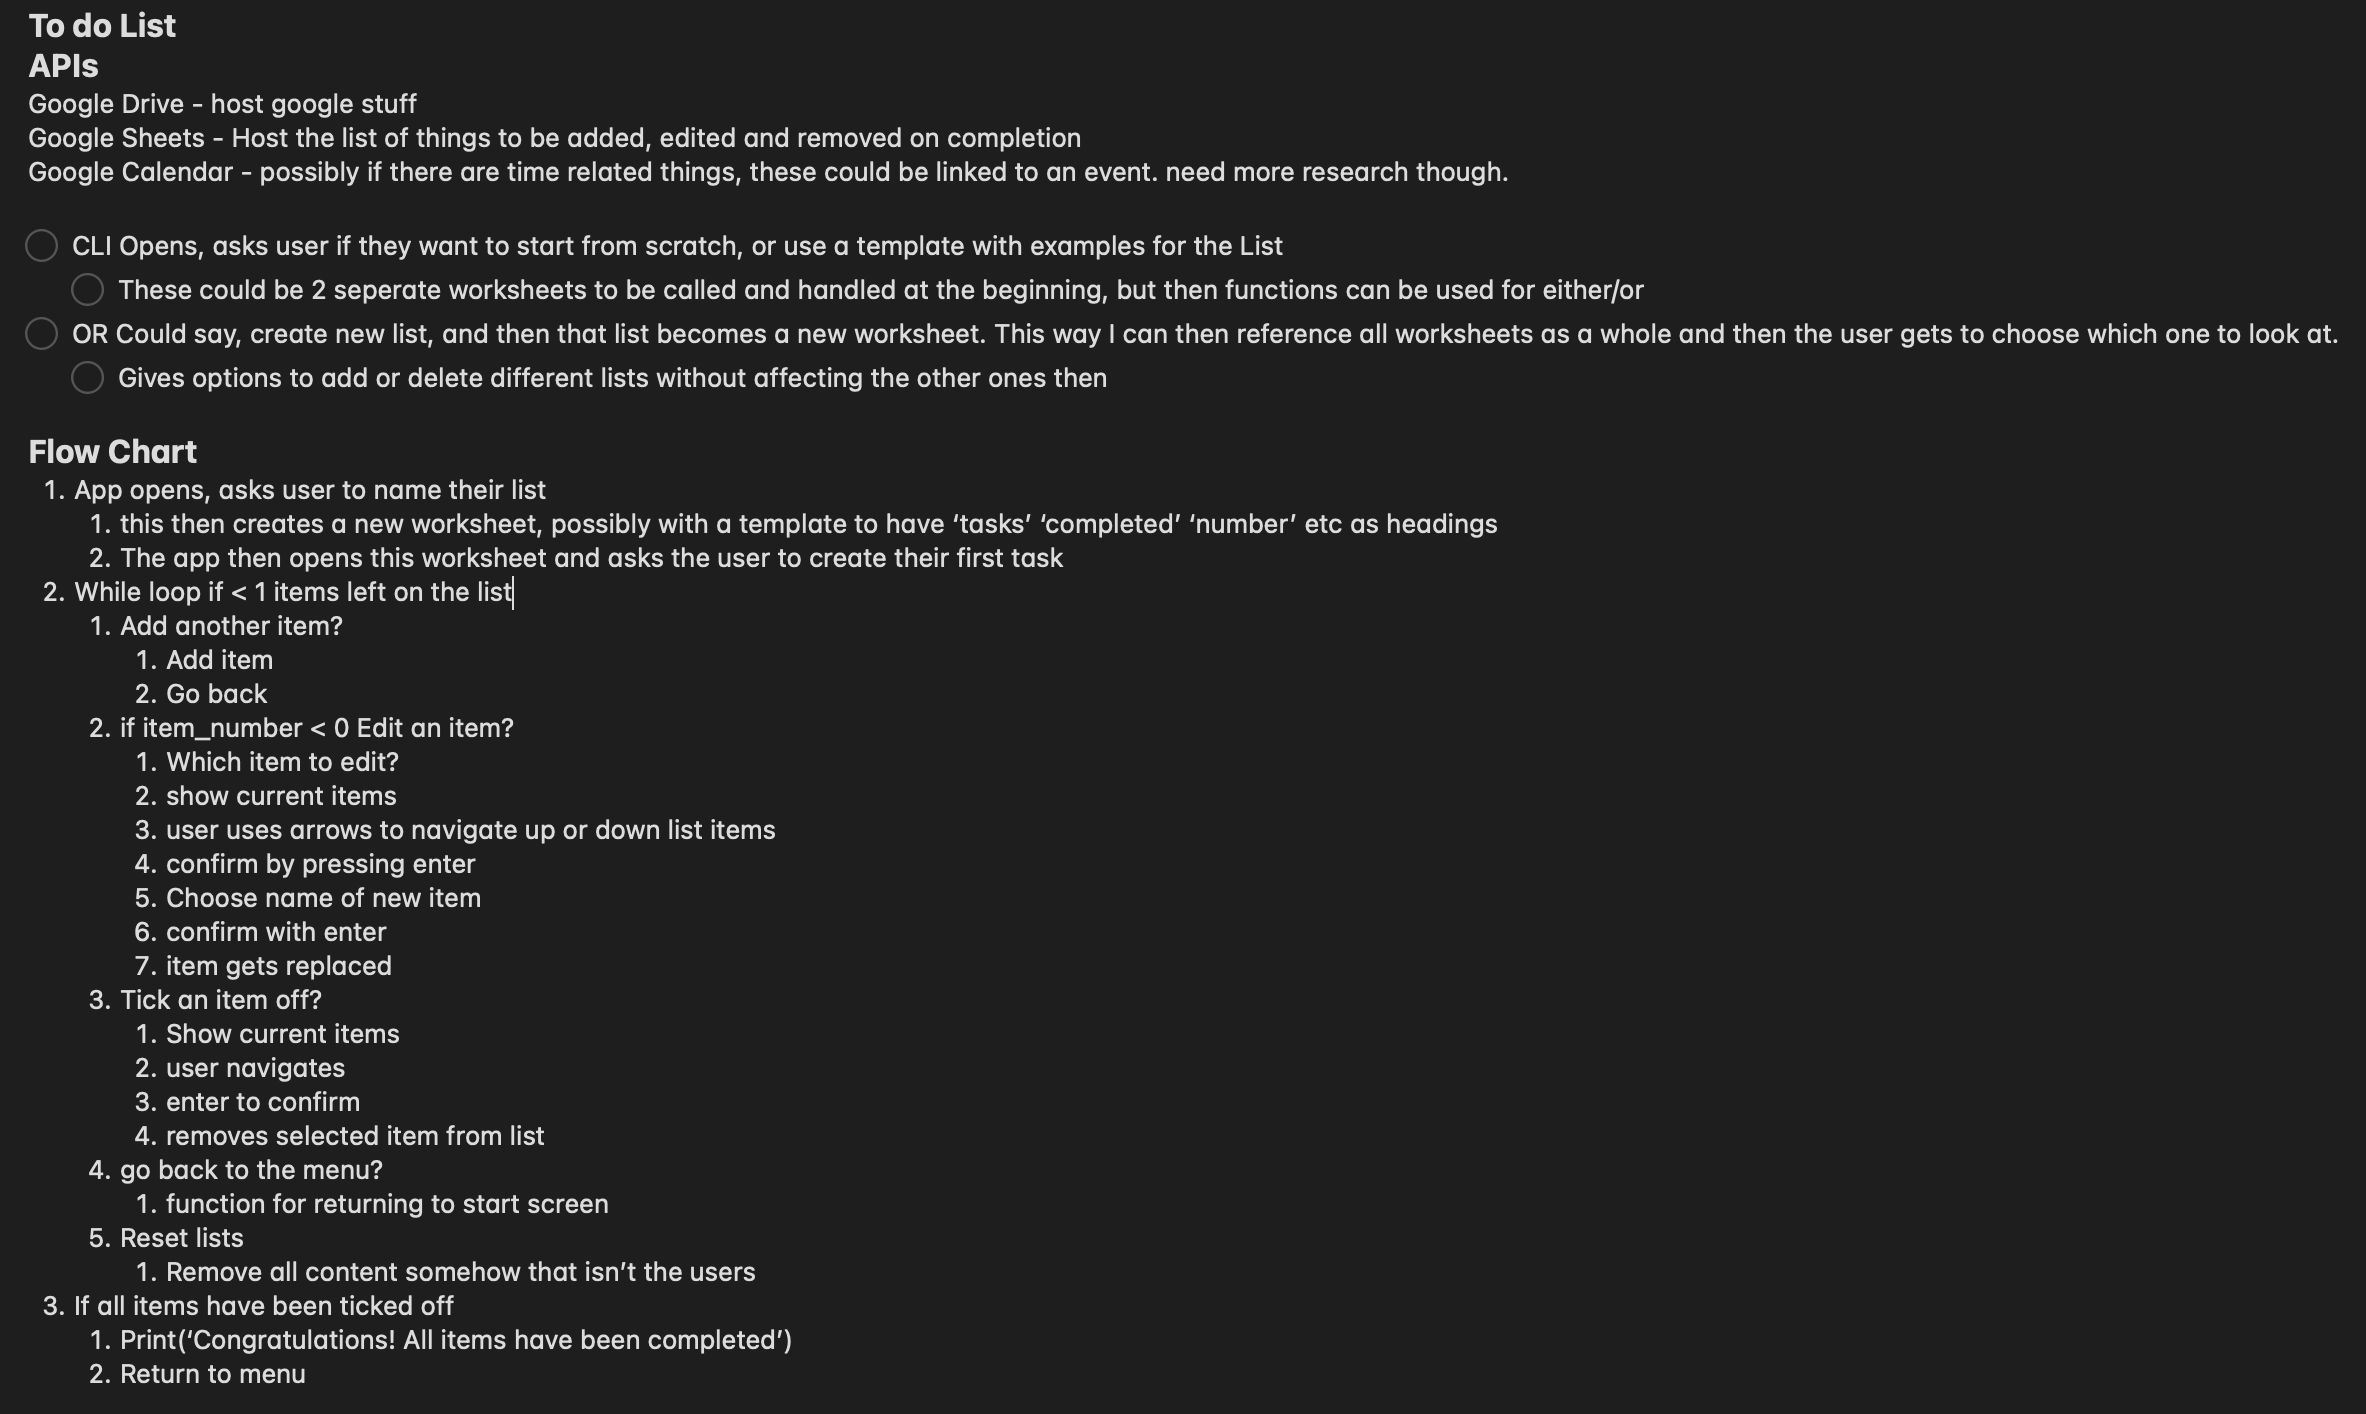 To do List
APIs
Google Drive - host google stuff
Google Sheets - Host the list of things to be added, edited and removed on completion
Google Calendar - possibly if there are time related things, these could be linked to an event. need more research though.
CLI Opens, asks user if they want to start from scratch, or use a template with examples for the List
These could be 2 seperate worksheets to be called and handled at the beginning, but then functions can be used for either/or
OR Could say, create new list, and then that list becomes a new worksheet. This way I can then reference all worksheets as a whole and then the user gets to choose which one to look at.
Gives options to add or delete different lists without affecting the other ones then
Flow Chart
1. App opens, asks user to name their list
1. this then creates a new worksheet, possibly with a template to have ‘tasks’ ‘completed’ ‘number’ etc as headings
2. The app then opens this worksheet and asks the user to create their first task
2. While loop if < 1 items left on the list
1. Add another item?
1. Add item
2. Go back
2. if item_number < 0 Edit an item?
1. Which item to edit?
2. show current items
3. user uses arrows to navigate up or down list items
4. confirm by pressing enter
5. Choose name of new item
6. confirm with enter
7. item gets replaced
3. Tick an item off?
1. Show current items
2. user navigates
3. enter to confirm
4. removes selected item from list
4. go back to the menu?
1. function for returning to start screen
5. Reset lists
1. Remove all content somehow that isn’t the users
3. If all items have been ticked off
1. Print(‘Congratulations! All items have been completed’)
2. Return to menu